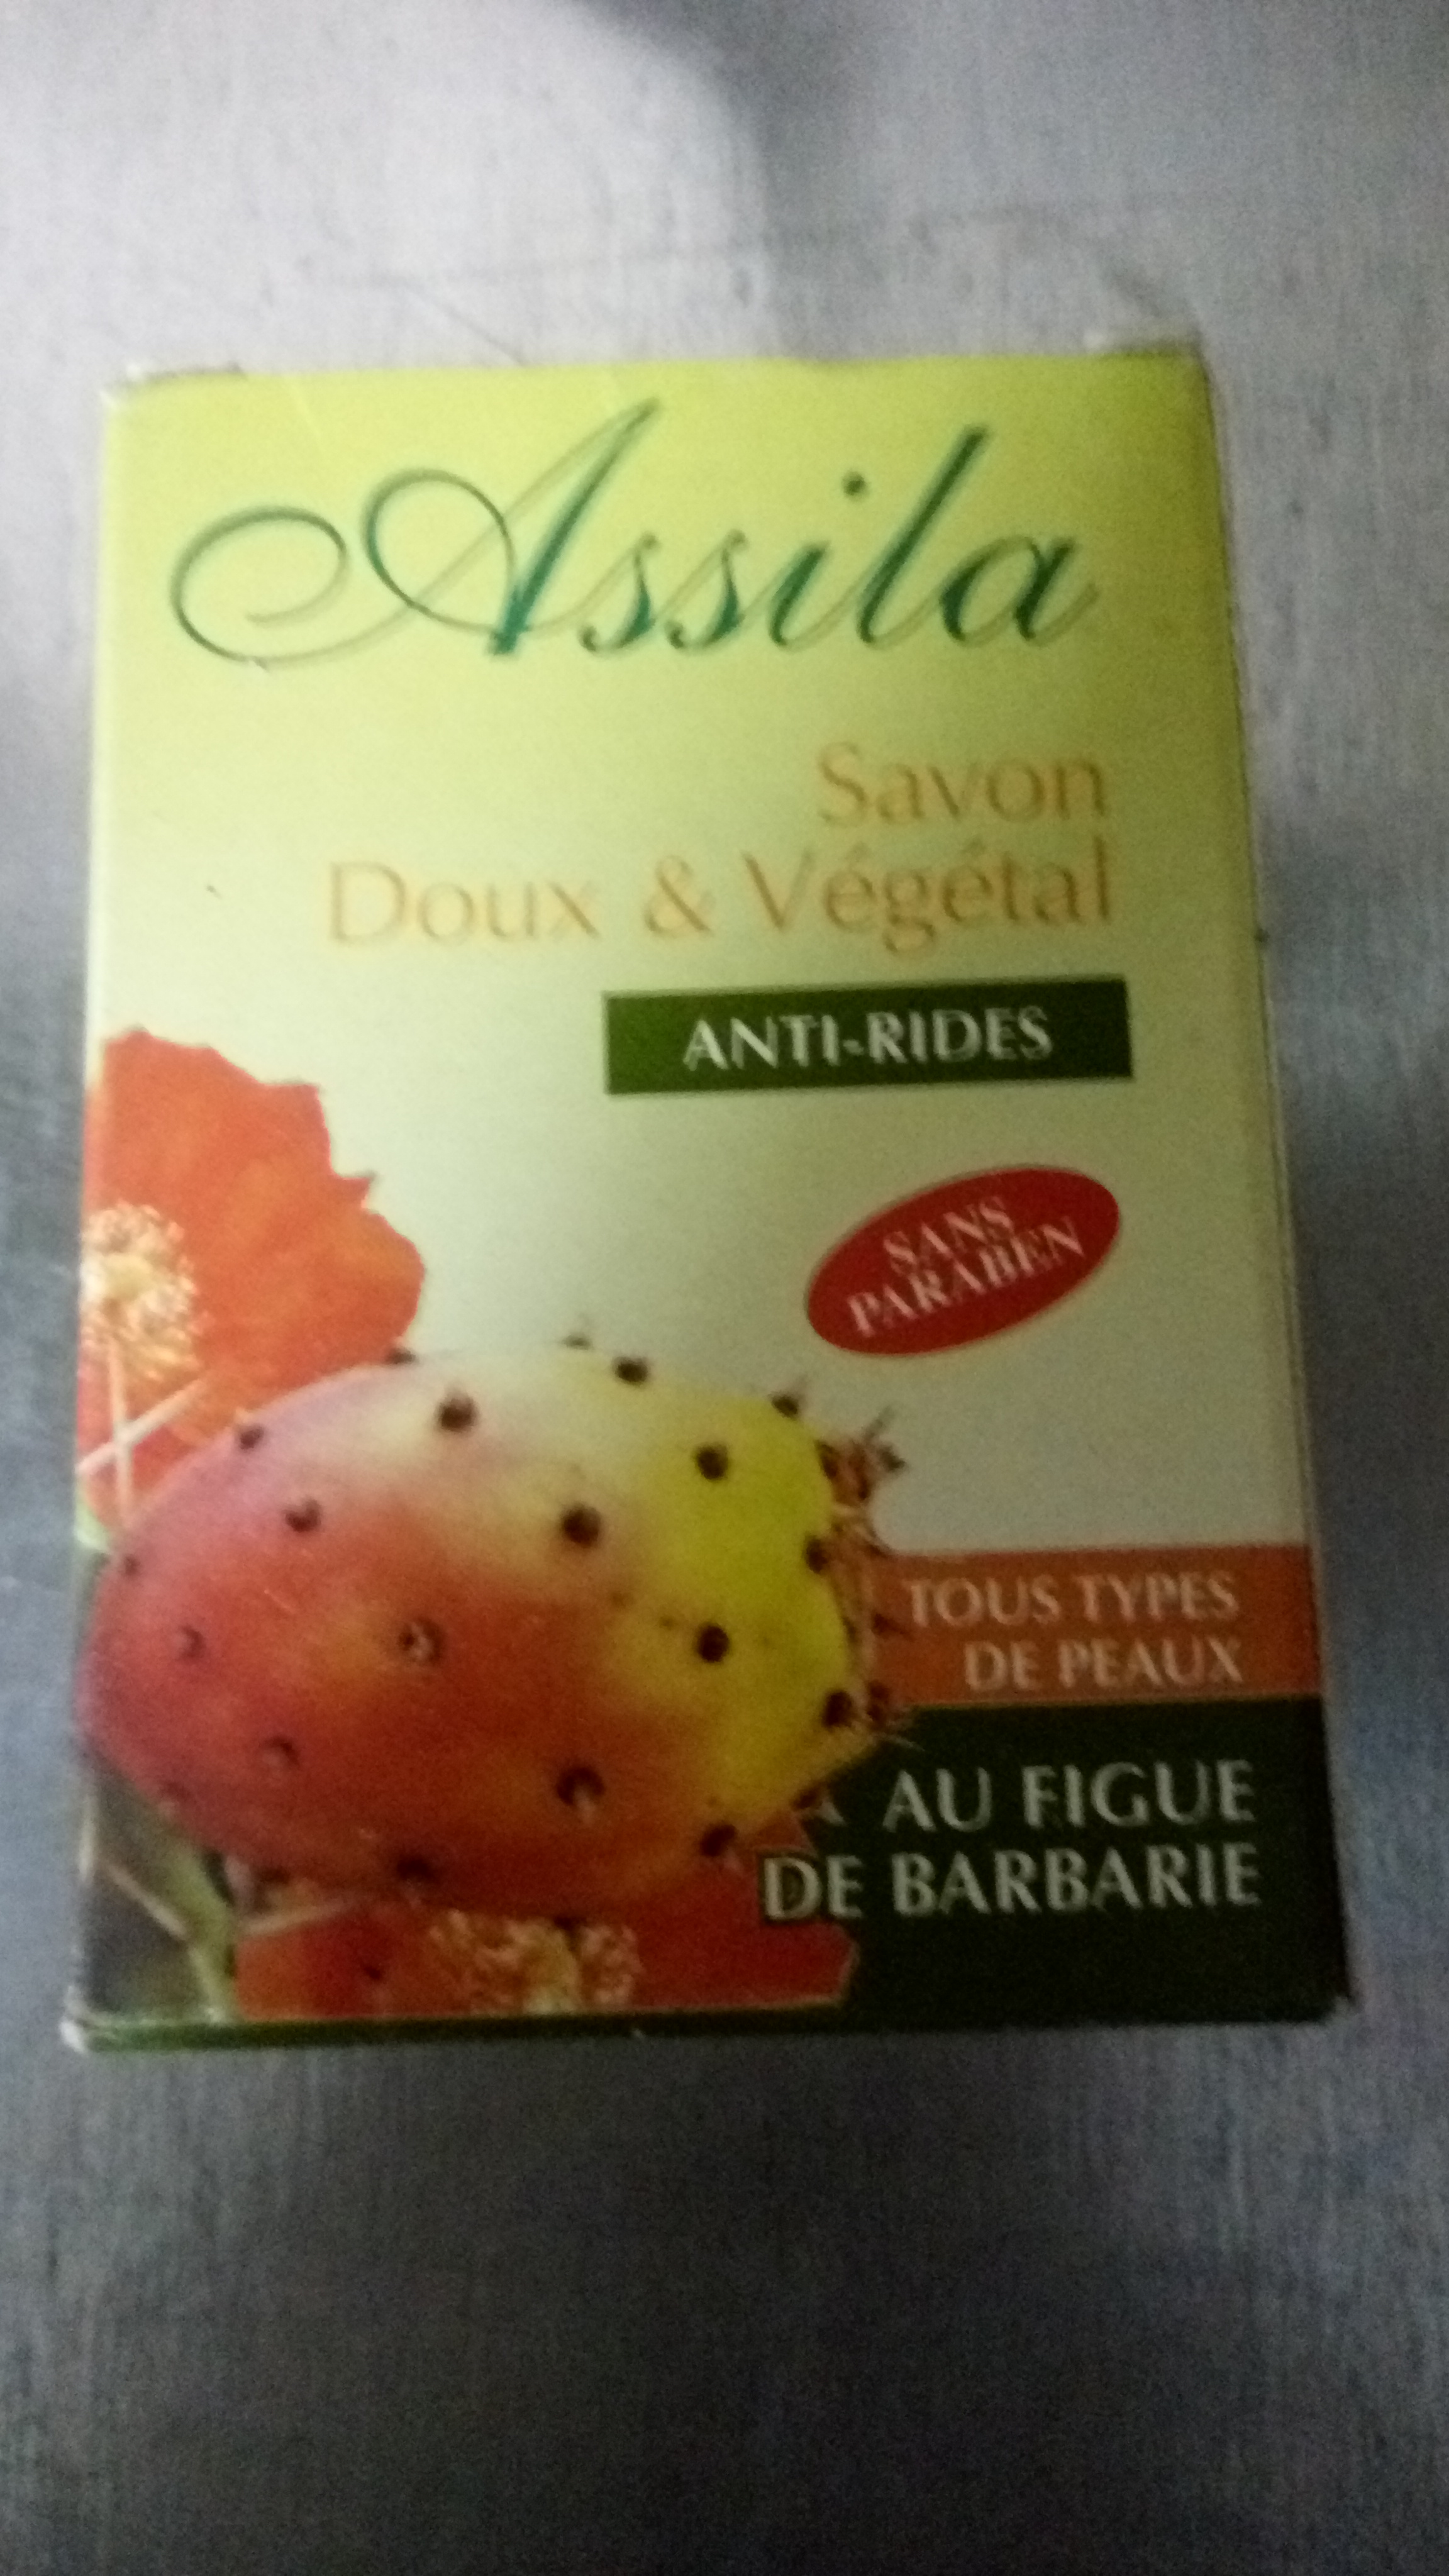 Assila
Savon
Doux & Végétal
ANTI-RIDES
SANS
PARABEN
TOUS TYPES
DE PEAUX
AU FIGUE
DE BARBARIE